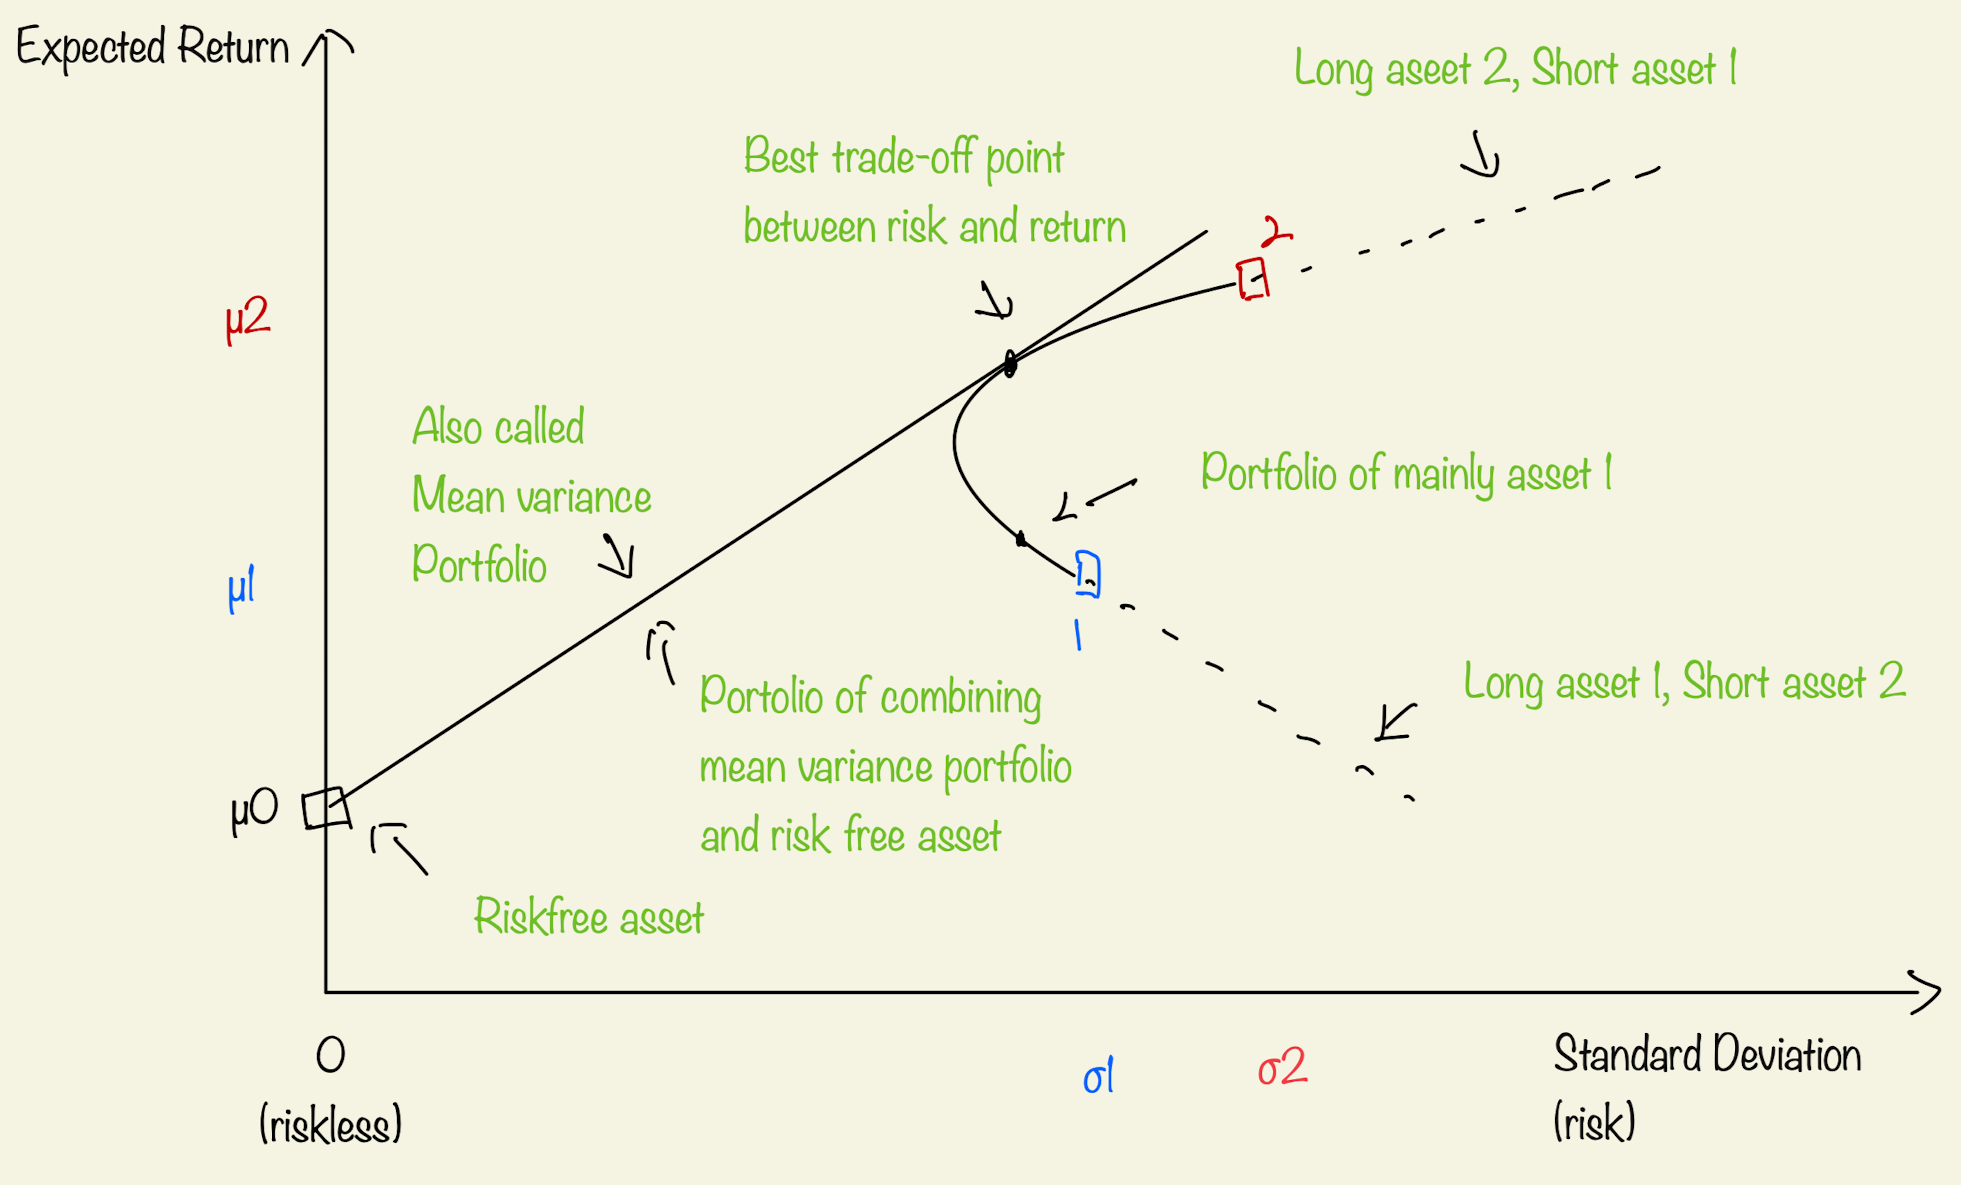 Expected Return
Long aseet 2, Short asset 1
Best trade-off point
between risk and return
2
μ2
Also called
Mean variance
Portfolio
Portfolio of mainly asset 1
μ1
1
Portolio of combining
mean variance portfolio
and risk free asset
Long asset 1, Short asset 2
μ0
Riskfree asset
0
(riskless)
σ1
σ2
Standard Deviation
(risk)